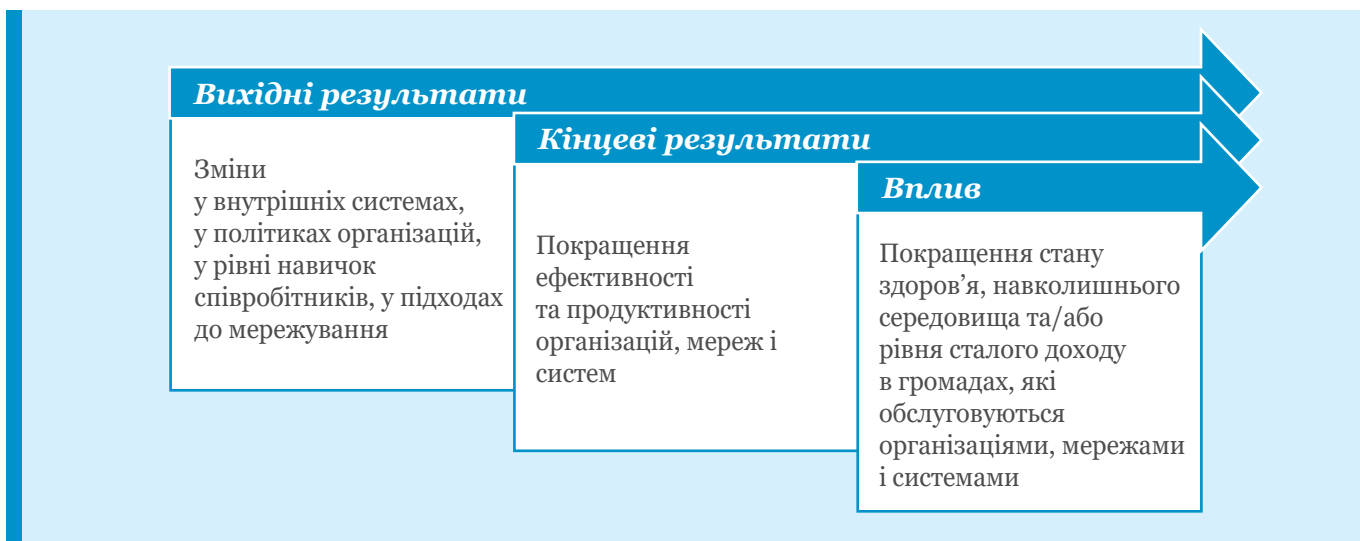 Вихідні результати
Зміни
у внутрішніх системах,
у політиках організацій,
у рівні навичок
співробітників, у підходах
до мережування
Кінцеві результати
Покращення
ефективності
та продуктивності
організацій, мереж і
систем
Вплив
Покращення стану
здоров’я, навколишнього
середовища та/або
рівня сталого доходу
в громадах, які
обслуговуються
організаціями, мережами
і системами